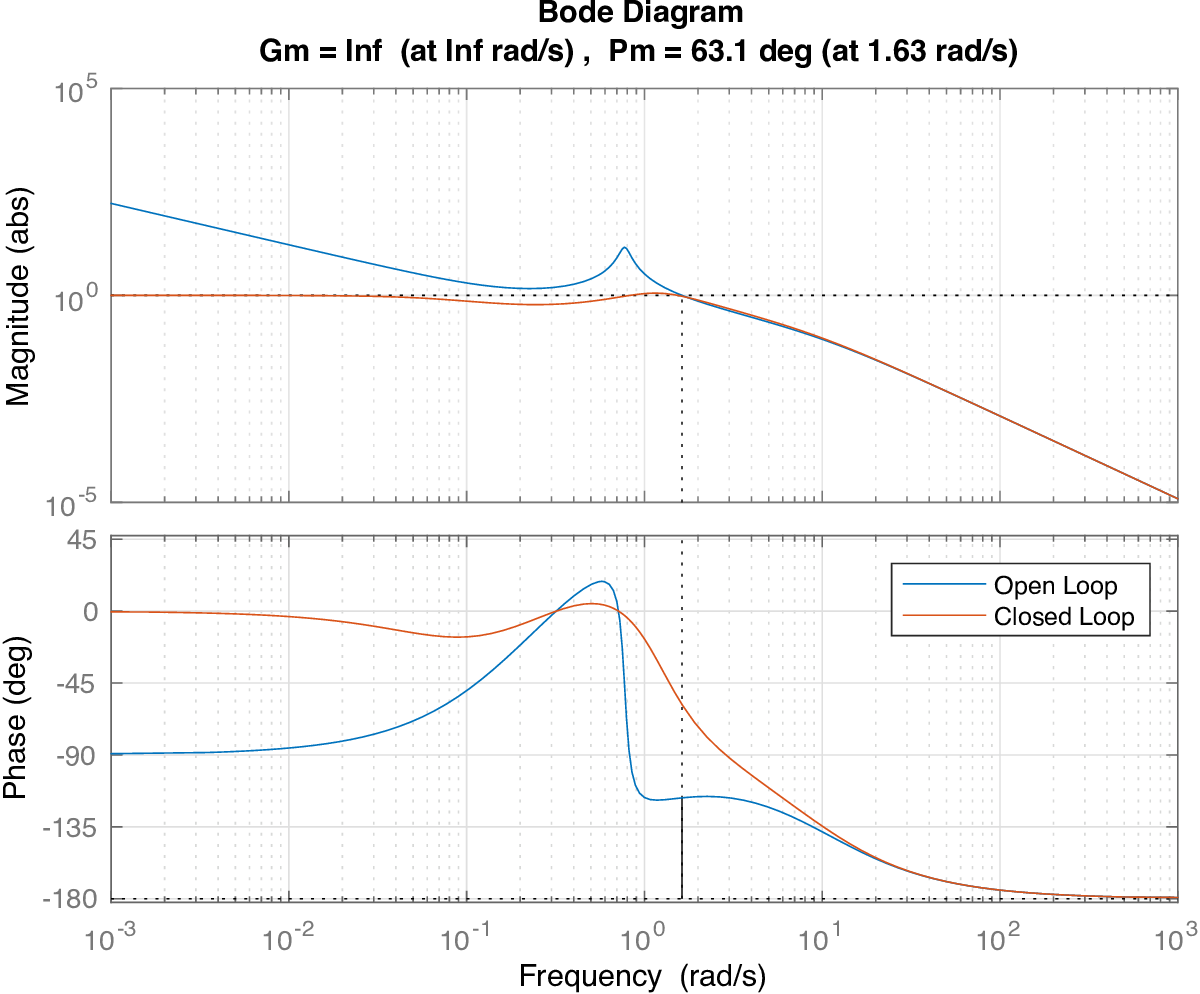 Bode Diagram
Gm = Inf (at Inf rad/s) , Pm = 63.1 deg (at 1.63 rad/s)
10^5
10^0
10^-5
Magnitude (abs)
45
0
-45
-90
-135
-180
Phase (deg)
Open Loop
Closed Loop
10^-3 10^-2 10^-1 10^0 10^1 10^2 10^3
Frequency (rad/s)